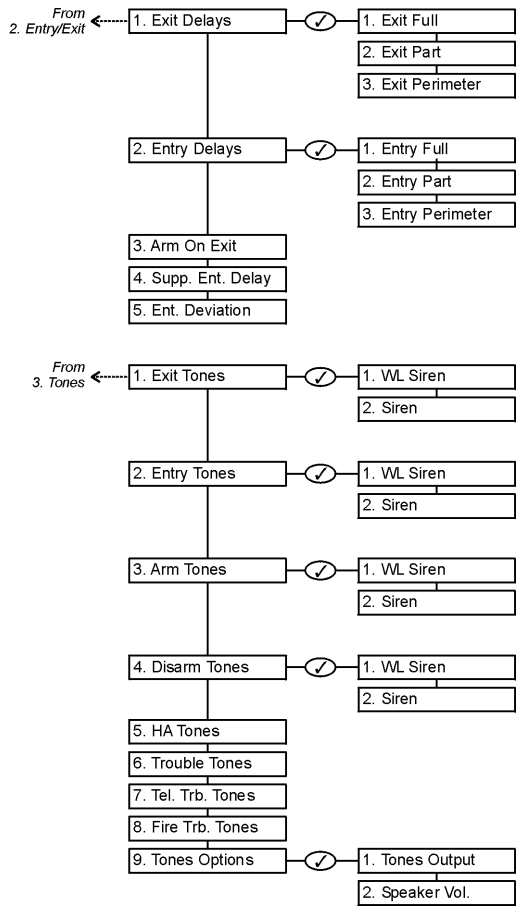 From
2. Entry/Exit
1. Exit Delays
1. Exit Full
2. Exit Part
3. Exit Perimeter
2. Entry Delays
1. Entry Full
2. Entry Part
3. Entry Perimeter
3. Arm On Exit
4. Supp. Ent. Delay
5. Ent. Deviation
From
3. Tones
1. Exit Tones
1. WL Siren
2. Siren
2. Entry Tones
1. WL Siren
2. Siren
3. Arm Tones
1. WL Siren
2. Siren
4. Disarm Tones
1. WL Siren
2. Siren
5. HA Tones
6. Trouble Tones
7. Tel. Trb. Tones
8. Fire Trb. Tones
9. Tones Options
1. Tones Output
2. Speaker Vol.